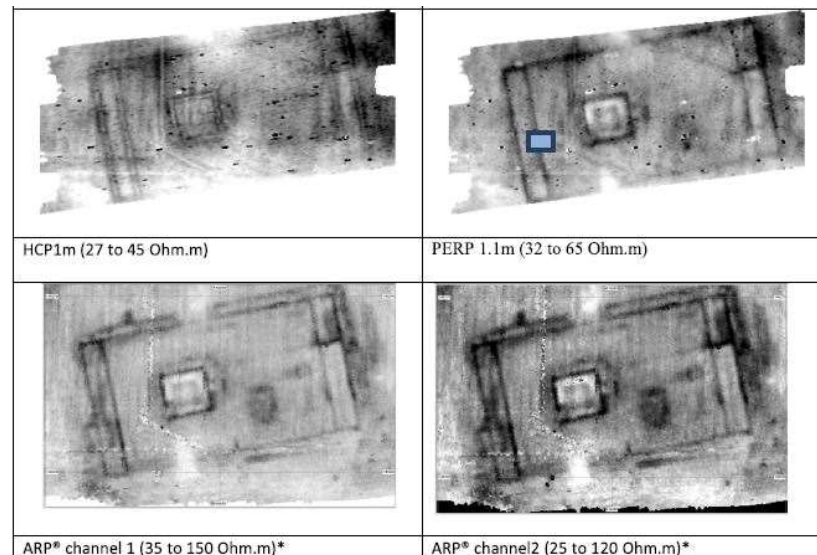 HCP1m (27 to 45 Ohm.m)
PERP 1.1m (32 to 65 Ohm.m)
ARP® channel 1 (35 to 150 Ohm.m)*
ARP® channel2 (25 to 120 Ohm.m)*